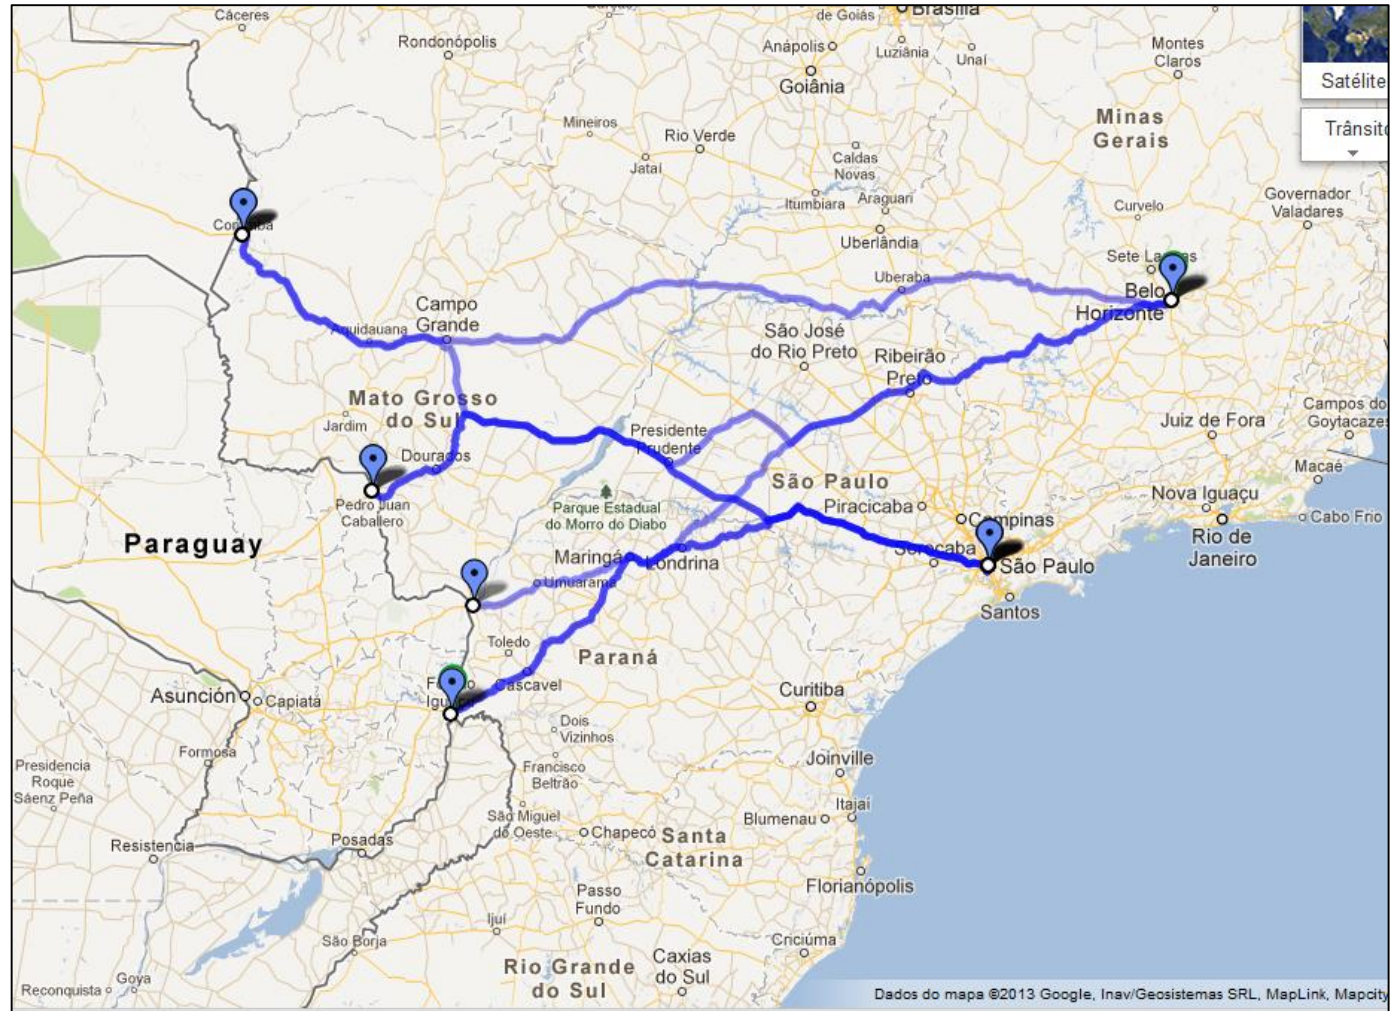 Cáceres
de Goiás
Brasília
Rondonópolis
Anápolis
Luziânia
Unaí
Montes
Claros
Goiânia
Satélite
Minas
Gerais
Trânsito
Mineiros
Rio Verde
Jataí
Caldas
Novas
Itumbiara
Araguari
Governador
Valadares
Curvelo
Uberlândia
Sete Lagoas
Uberaba
Belo
Horizonte
Campo
Grande
Aquidauana
São José
do Rio Preto
Ribeirão
Preto
Mato Grosso
do Sul
Jardim
Presidente
Prudente
Juiz de Fora
Campos do
Goytacazes
Dourados
Macaé
São Paulo
Nova Iguaçu
Pedro Juan
Caballero
Parque Estadual
do Morro do Diabo
Piracicaba
Campinas
Cabo Frio
Rio de
Janeiro
Paraguay
Maringá
Londrina
Sorocaba
São Paulo
Umuarama
Santos
Toledo
Paraná
Cascavel
Asunción
Capiatá
Curitiba
Dois
Vizinhos
Formosa
Joinville
Presidencia
Roque
Sáenz Peña
Francisco
Beltrão
Itajaí
São Miguel
do Oeste
Chapecó
Blumenau
Santa
Catarina
Posadas
Resistencia
Florianópolis
Passo
Fundo
Ijuí
São Borja
Criciúma
Caxias
do Sul
Rio Grande
do Sul
Goya
Reconquista
Dados do mapa ©2013 Google, Inav/Geosistemas SRL, MapLink, Mapcity